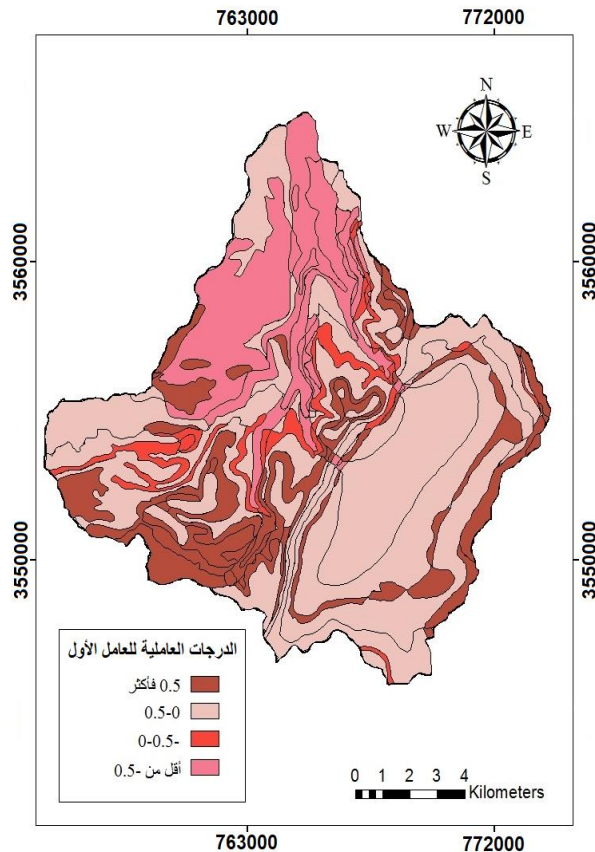 763000 772000
N
W E
S
3560000 3560000
3550000 3550000
الدرجات العاملية للعامل الأول
0.5 فأكثر
0.5-0
0-0.5-
أقل من -0.5
0 1 2 3 4
Kilometers
763000 772000